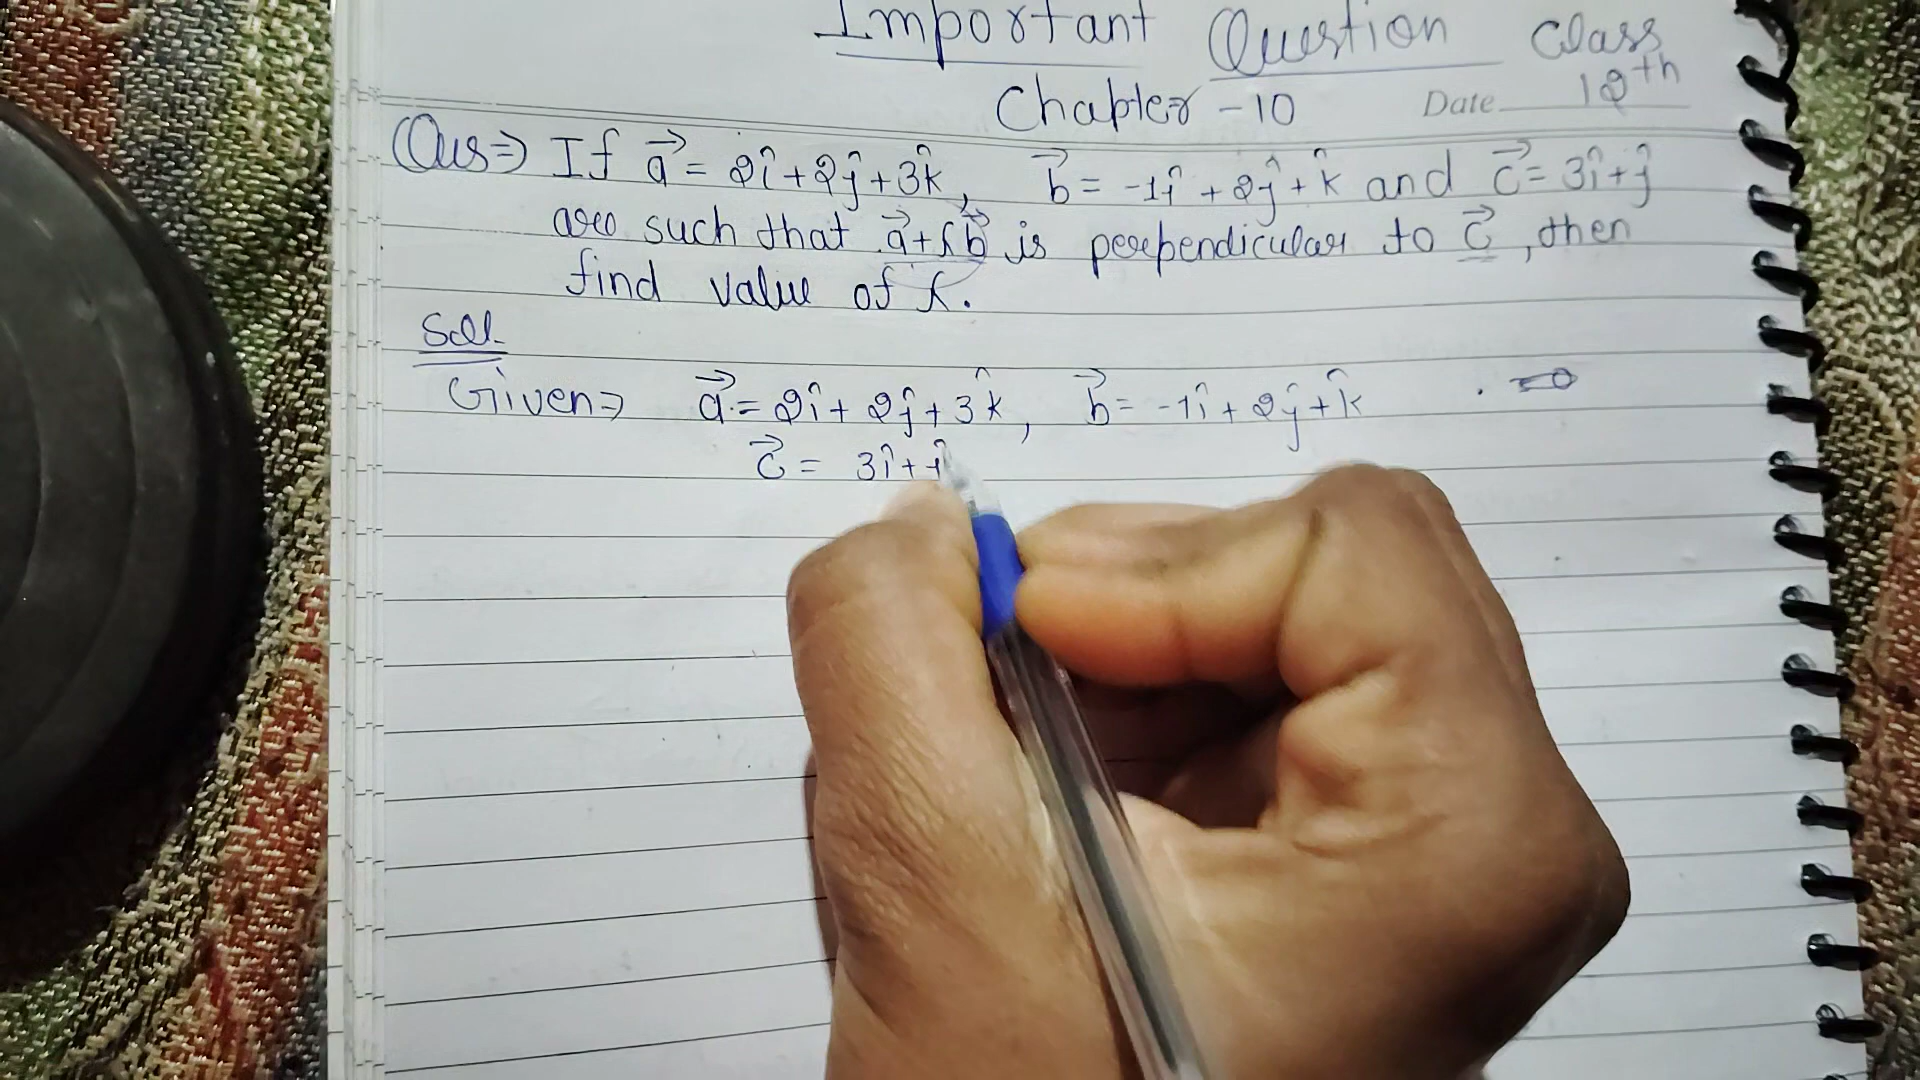 Important Question Class 12th
Chapter - 10 Date
Ques⇒ If a⃗ = 2î + 2ĵ + 3k̂, b⃗ = -1î + 2ĵ + k̂ and c⃗ = 3î + ĵ
are such that a⃗ + λb⃗ is perpendicular to c⃗, then
find value of λ.
Sol.
Given⇒ a⃗ = 2î + 2ĵ + 3k̂, b⃗ = -1î + 2ĵ + k̂
c⃗ = 3î + ĵ